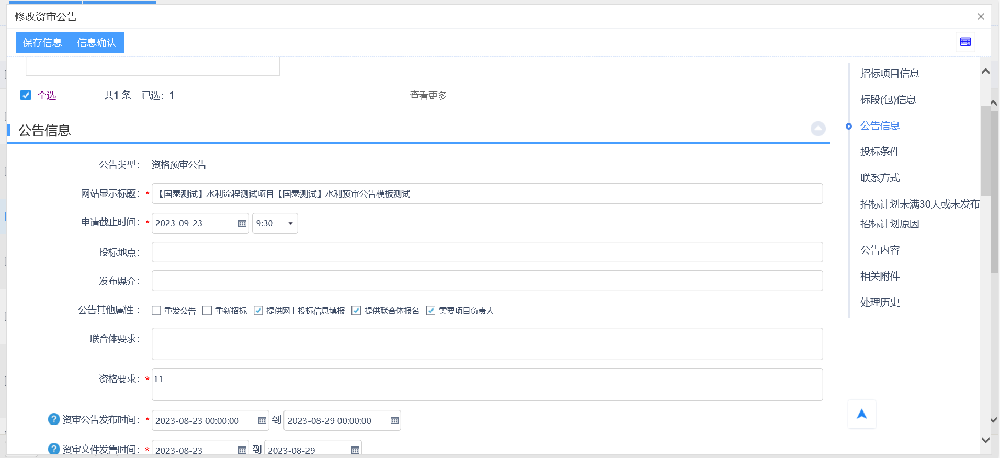 修改资审公告
保存信息 信息确认
全选 共1 条 已选：1 查看更多
公告信息
公告类型： 资格预审公告
网站显示标题：* 【国泰测试】水利流程测试项目【国泰测试】水利预审公告模板测试
申请截止时间：* 2023-09-23 9:30
投标地点：
发布媒介：
公告其他属性： 重发公告 重新招标 提供网上投标信息填报 提供联合体报名 需要项目负责人
联合体要求：
资格要求：* 11
? 资审公告发布时间：* 2023-08-23 00:00:00 到 2023-08-29 00:00:00
? 资审文件发售时间：* 2023-08-23 到 2023-08-29
招标项目信息
标段(包)信息
公告信息
投标条件
联系方式
招标计划未满30天或未发布
招标计划原因
公告内容
相关附件
处理历史